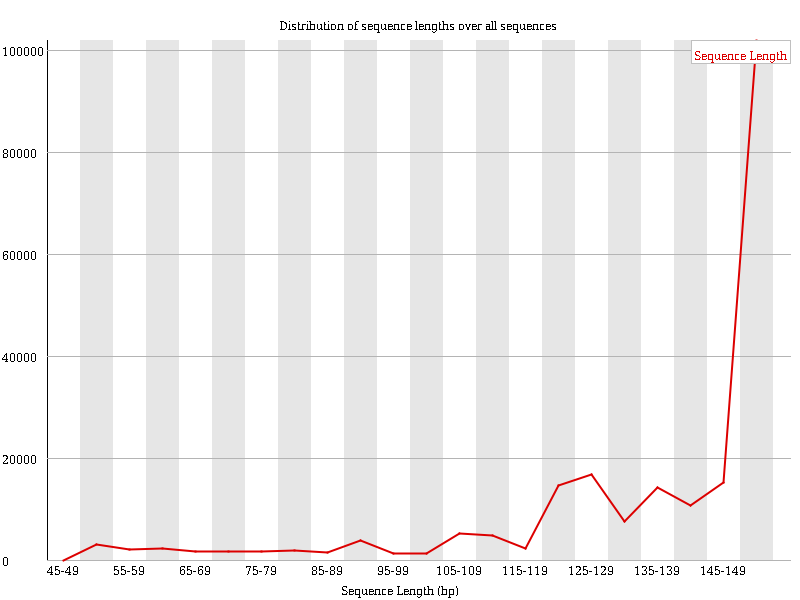 Distribution of sequence lengths over all sequences
100000
Sequence Length
80000
60000
40000
20000
0
45-49 55-59 65-69 75-79 85-89 95-99 105-109 115-119 125-129 135-139 145-149
Sequence Length (bp)